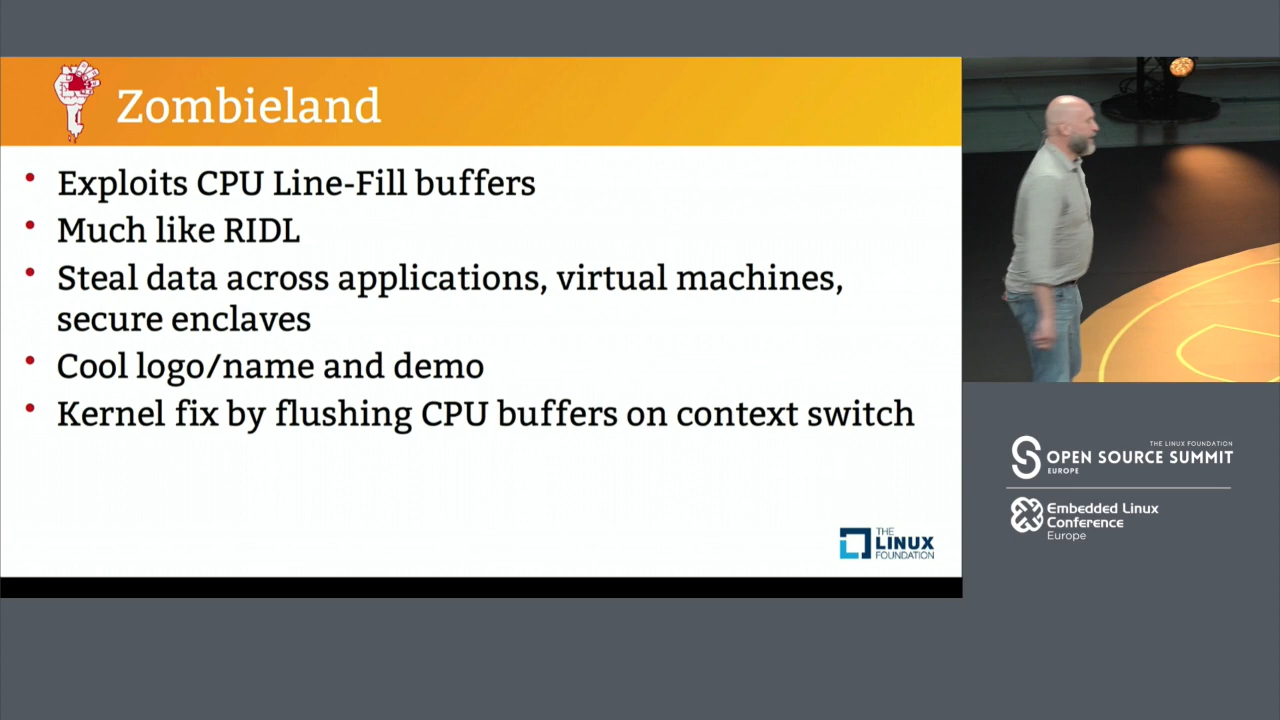 Zombieland
• Exploits CPU Line-Fill buffers
• Much like RIDL
• Steal data across applications, virtual machines,
secure enclaves
• Cool logo/name and demo
• Kernel fix by flushing CPU buffers on context switch
THE
LINUX
FOUNDATION
THE LINUX FOUNDATION
OPEN SOURCE SUMMIT
EUROPE
Embedded Linux
Conference
Europe